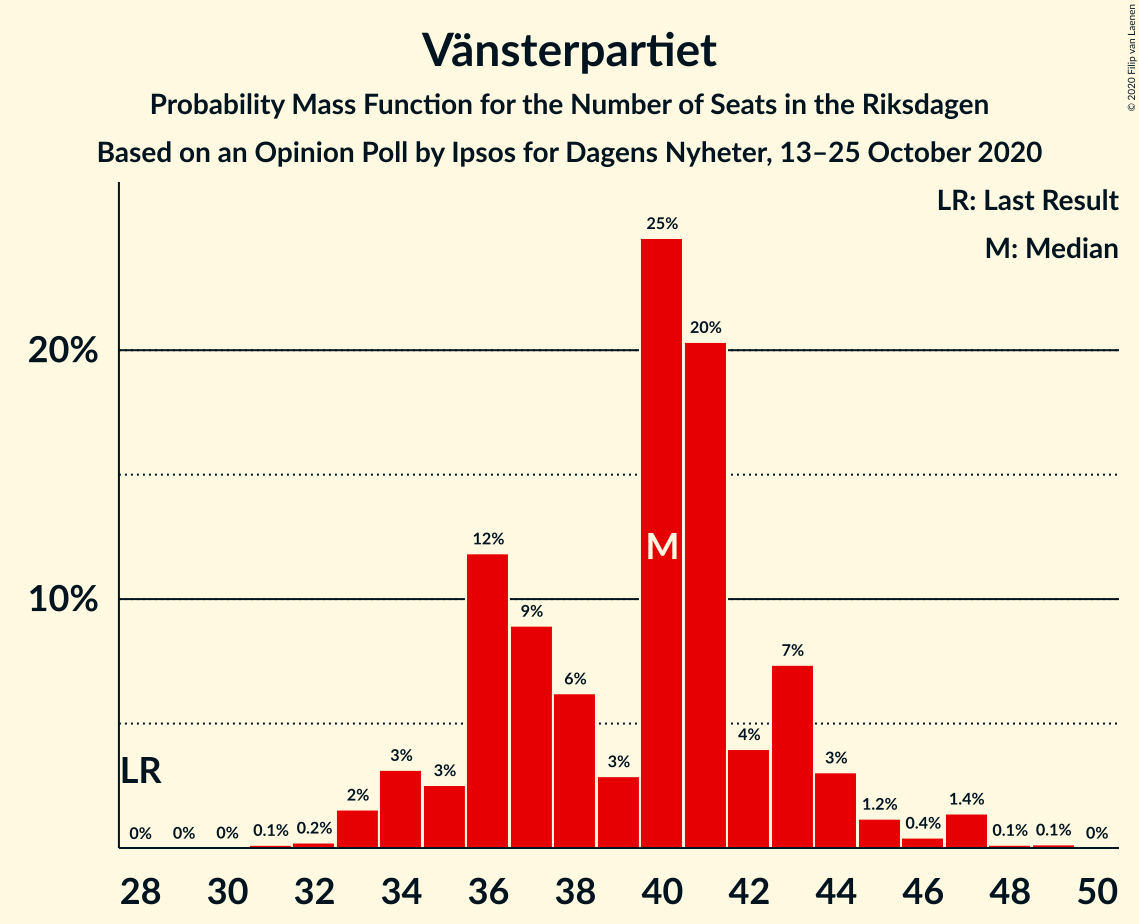 Vänsterpartiet
Probability Mass Function for the Number of Seats in the Riksdagen
Based on an Opinion Poll by Ipsos for Dagens Nyheter, 13–25 October 2020
© 2020 Filip van Laenen
LR: Last Result
M: Median
25%
20%
20%
12%
M
10%
9%
7%
6%
4%
LR
3%
3%
3%
3%
2%
1.2%
1.4%
0%
0%
0%
0.1%
0.2%
0.4%
0.1%
0.1%
0%
28 30 32 34 36 38 40 42 44 46 48 50